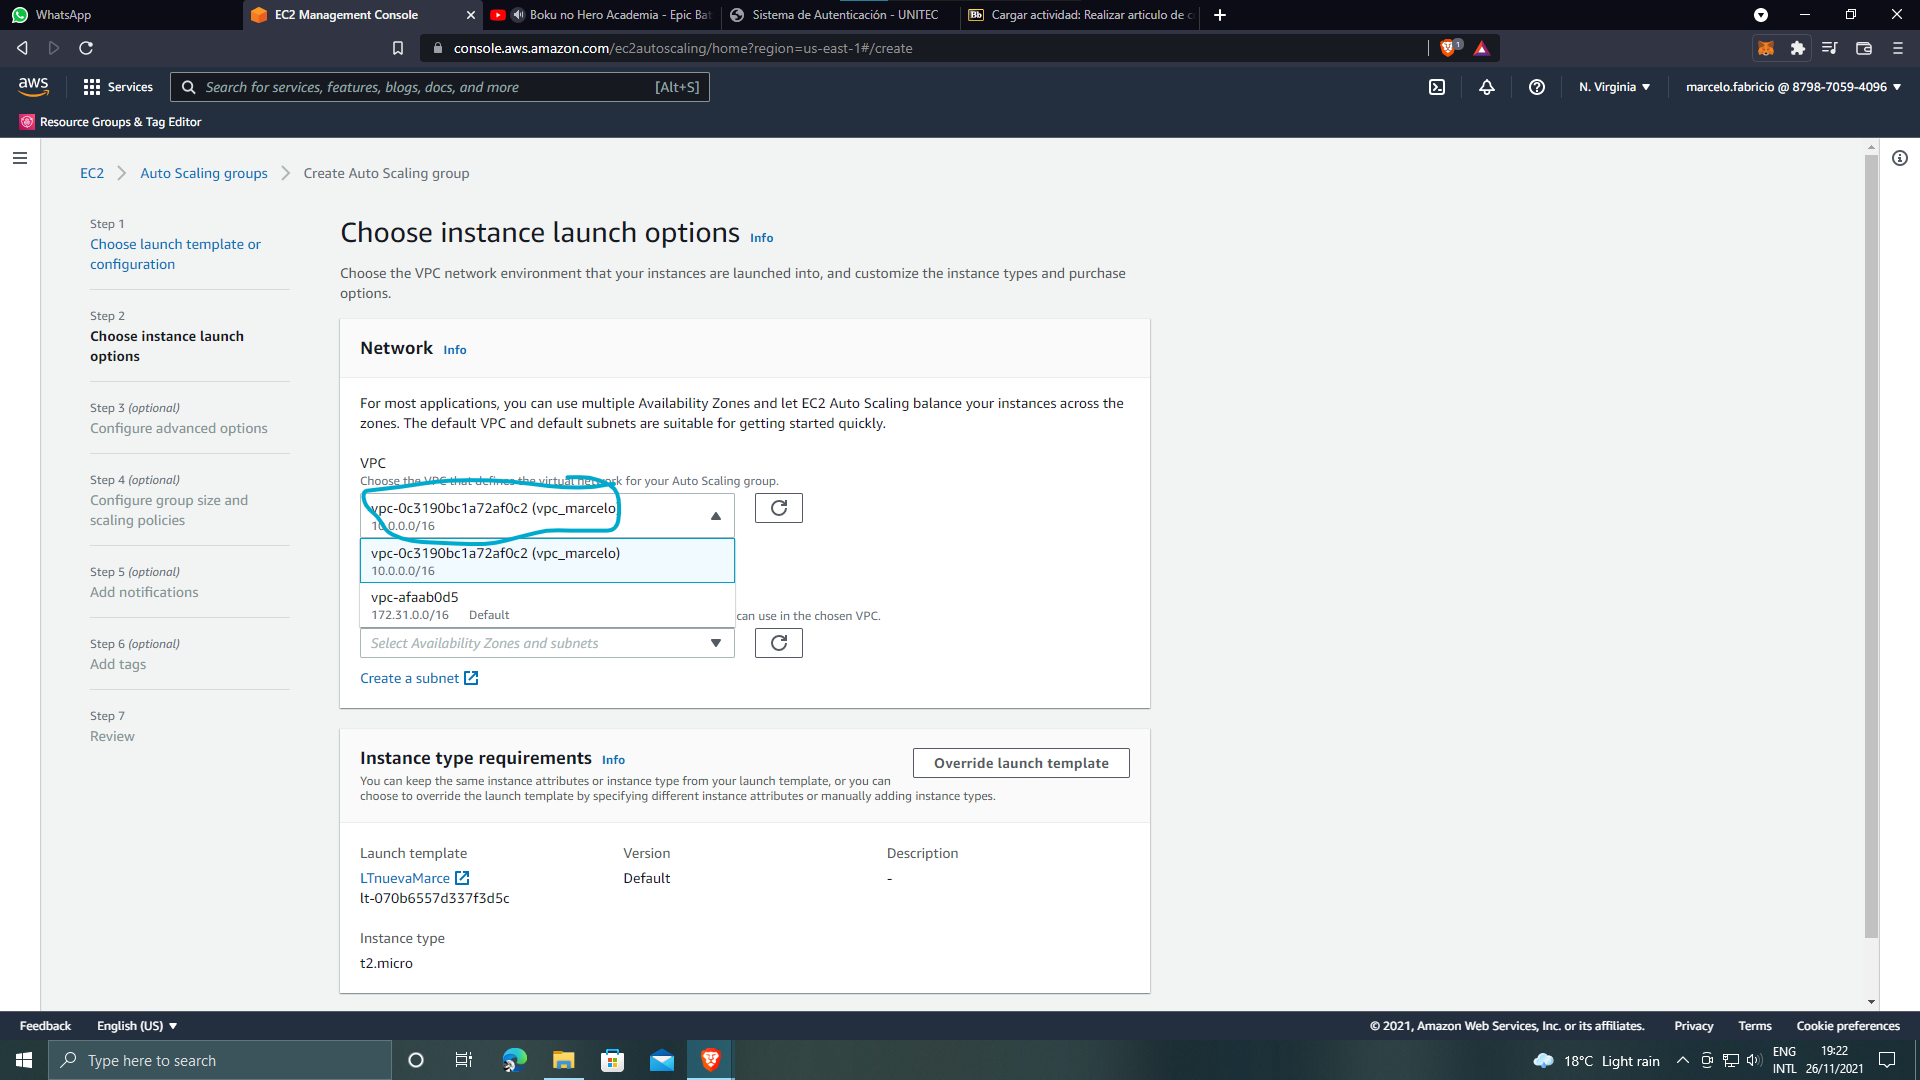 WhatsApp
EC2 Management Console
Boku no Hero Academia - Epic Bat
Sistema de Autenticación - UNITEC
Cargar actividad: Realizar articulo de c
console.aws.amazon.com/ec2autoscaling/home?region=us-east-1#/create
1
aws
Services
Search for services, features, blogs, docs, and more
[Alt+S]
N. Virginia
marcelo.fabricio @ 8798-7059-4096
Resource Groups & Tag Editor
EC2
Auto Scaling groups
Create Auto Scaling group
Step 1
Choose launch template or
configuration
Step 2
Choose instance launch
options
Step 3 (optional)
Configure advanced options
Step 4 (optional)
Configure group size and
scaling policies
Step 5 (optional)
Add notifications
Step 6 (optional)
Add tags
Step 7
Review
Choose instance launch options Info
Choose the VPC network environment that your instances are launched into, and customize the instance types and purchase
options.
Network Info
For most applications, you can use multiple Availability Zones and let EC2 Auto Scaling balance your instances across the
zones. The default VPC and default subnets are suitable for getting started quickly.
VPC
Choose the VPC that defines the virtual network for your Auto Scaling group.
vpc-0c3190bc1a72af0c2 (vpc_marcelo
10.0.0.0/16
vpc-0c3190bc1a72af0c2 (vpc_marcelo)
10.0.0.0/16
vpc-afaab0d5
172.31.0.0/16 Default
can use in the chosen VPC.
Select Availability Zones and subnets
Create a subnet
Instance type requirements Info
Override launch template
You can keep the same instance attributes or instance type from your launch template, or you can
choose to override the launch template by specifying different instance attributes or manually adding instance types.
Launch template
LTnuevaMarce
lt-070b6557d337f3d5c
Version
Default
Description
-
Instance type
t2.micro
Feedback
English (US)
© 2021, Amazon Web Services, Inc. or its affiliates.
Privacy
Terms
Cookie preferences
Type here to search
18°C Light rain
ENG
INTL
19:22
26/11/2021